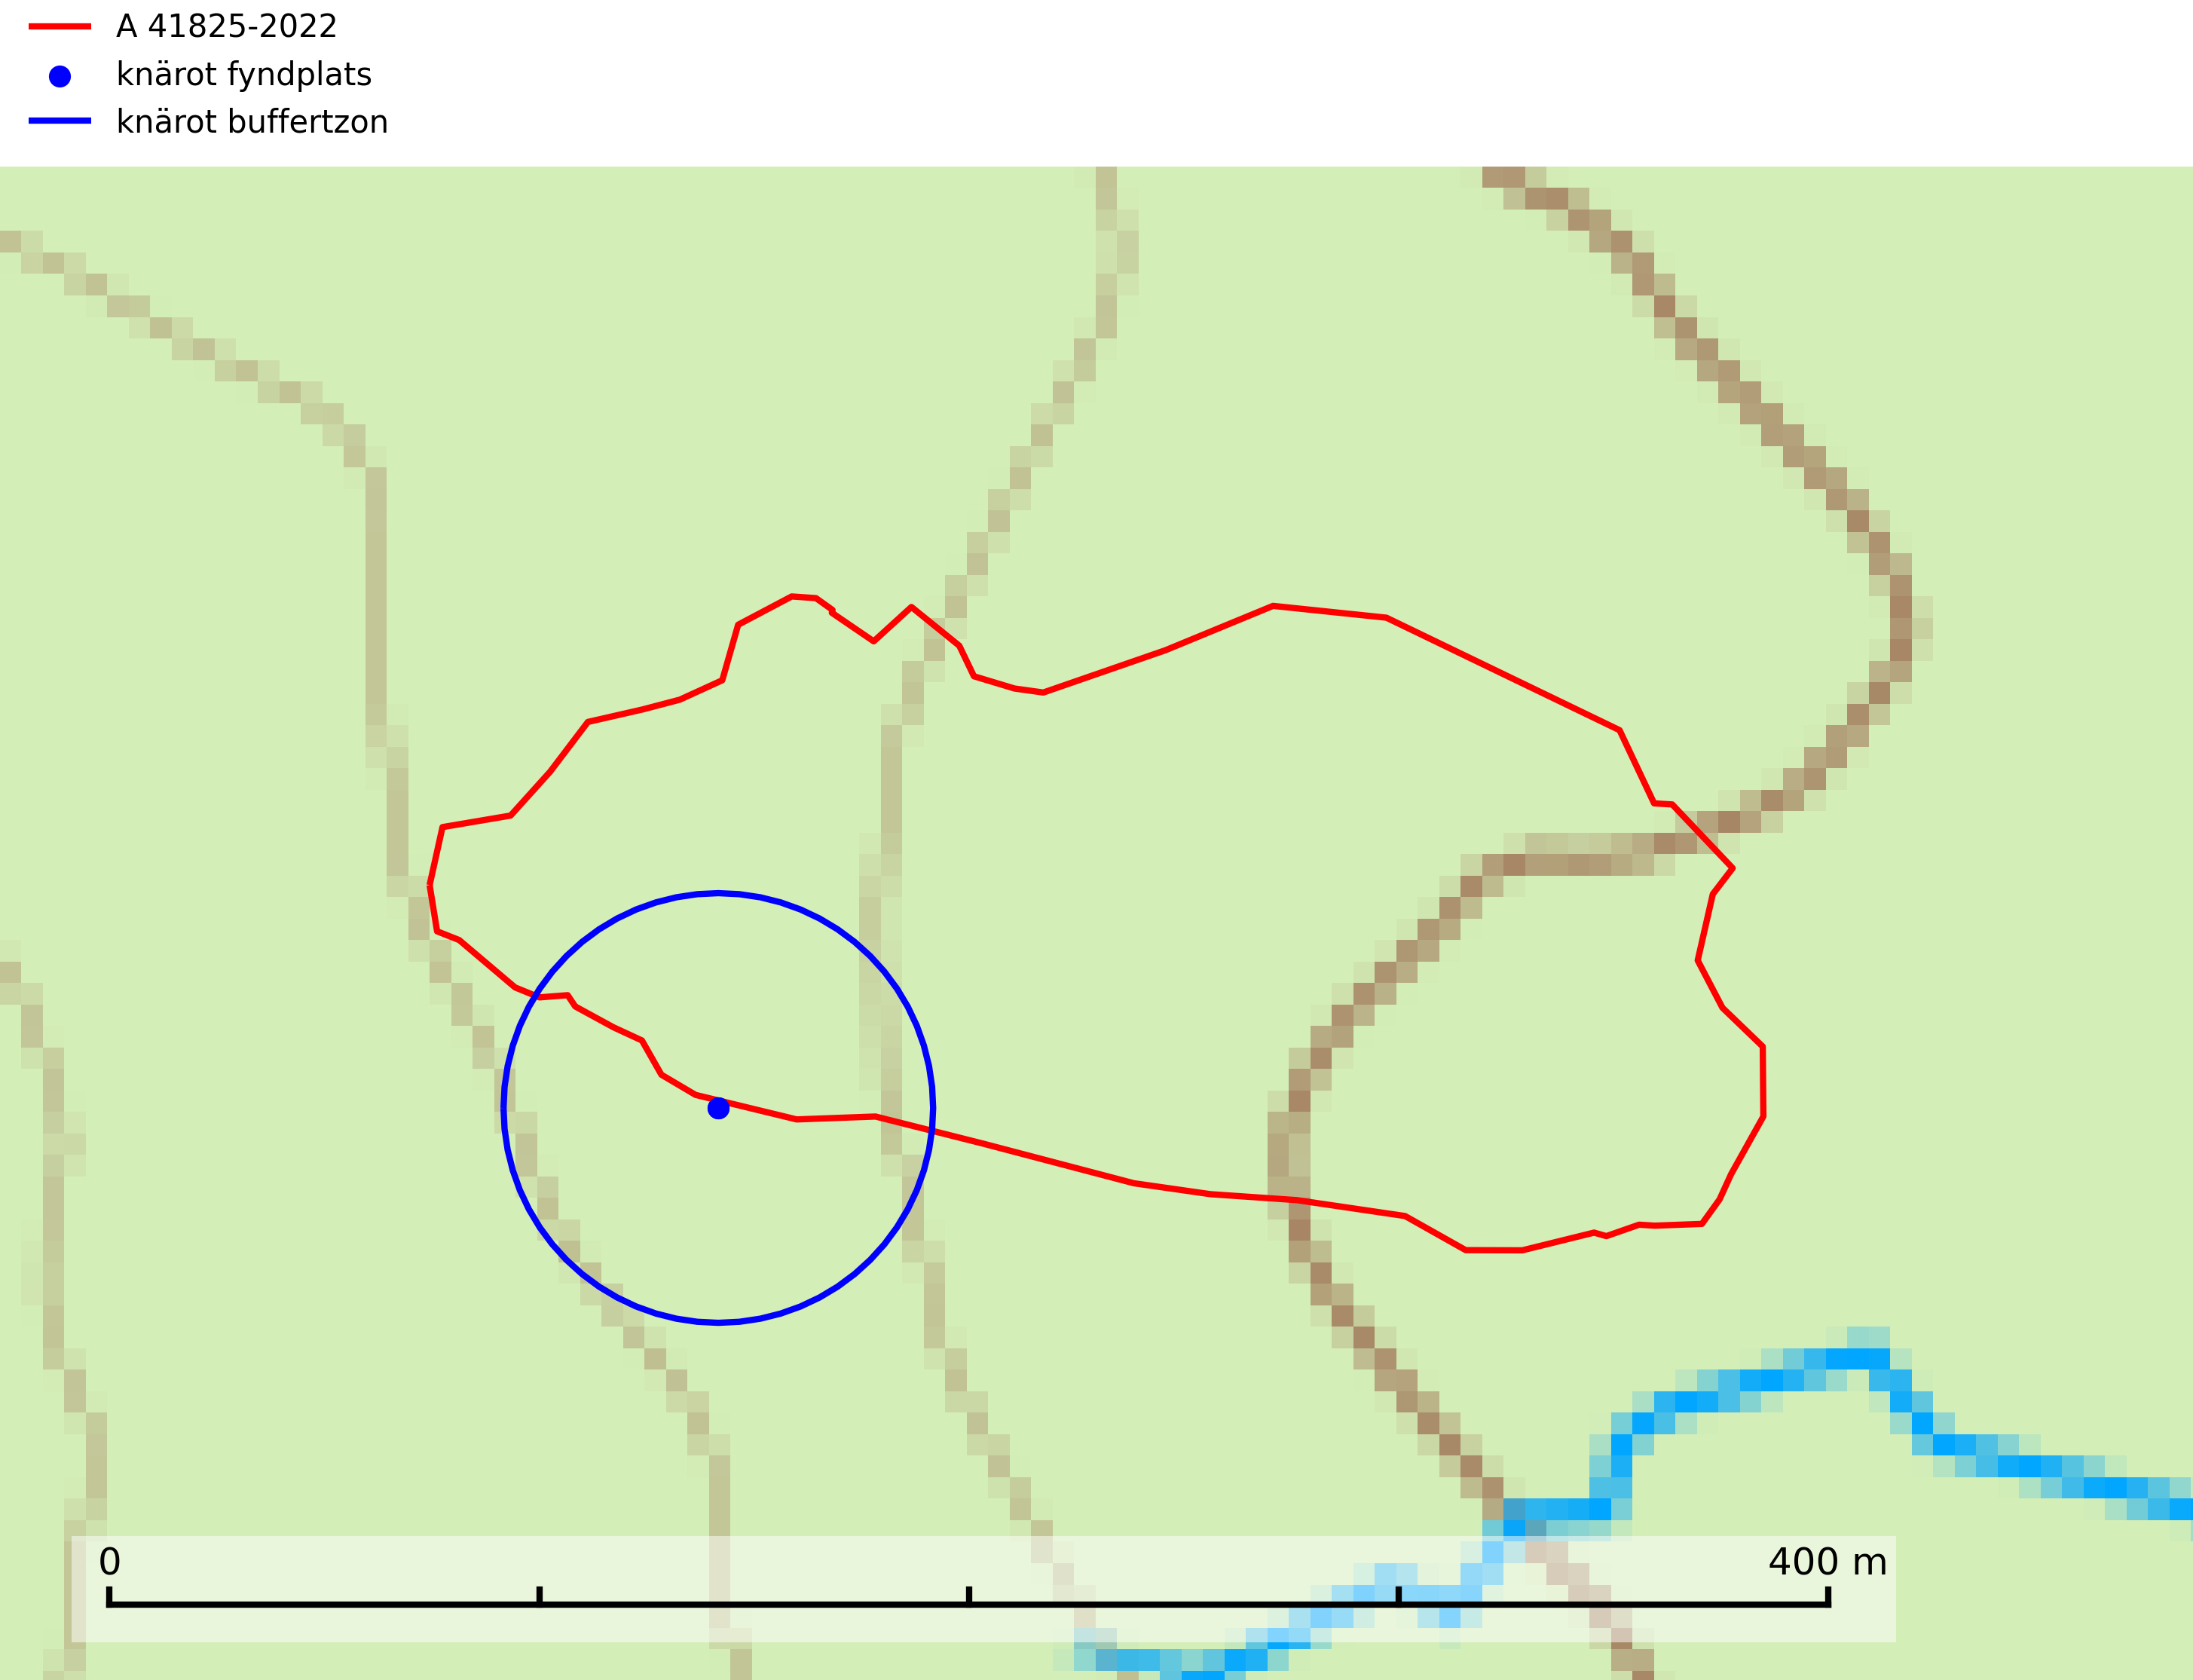 A 41825-2022
knärot fyndplats
knärot buffertzon
0 400 m